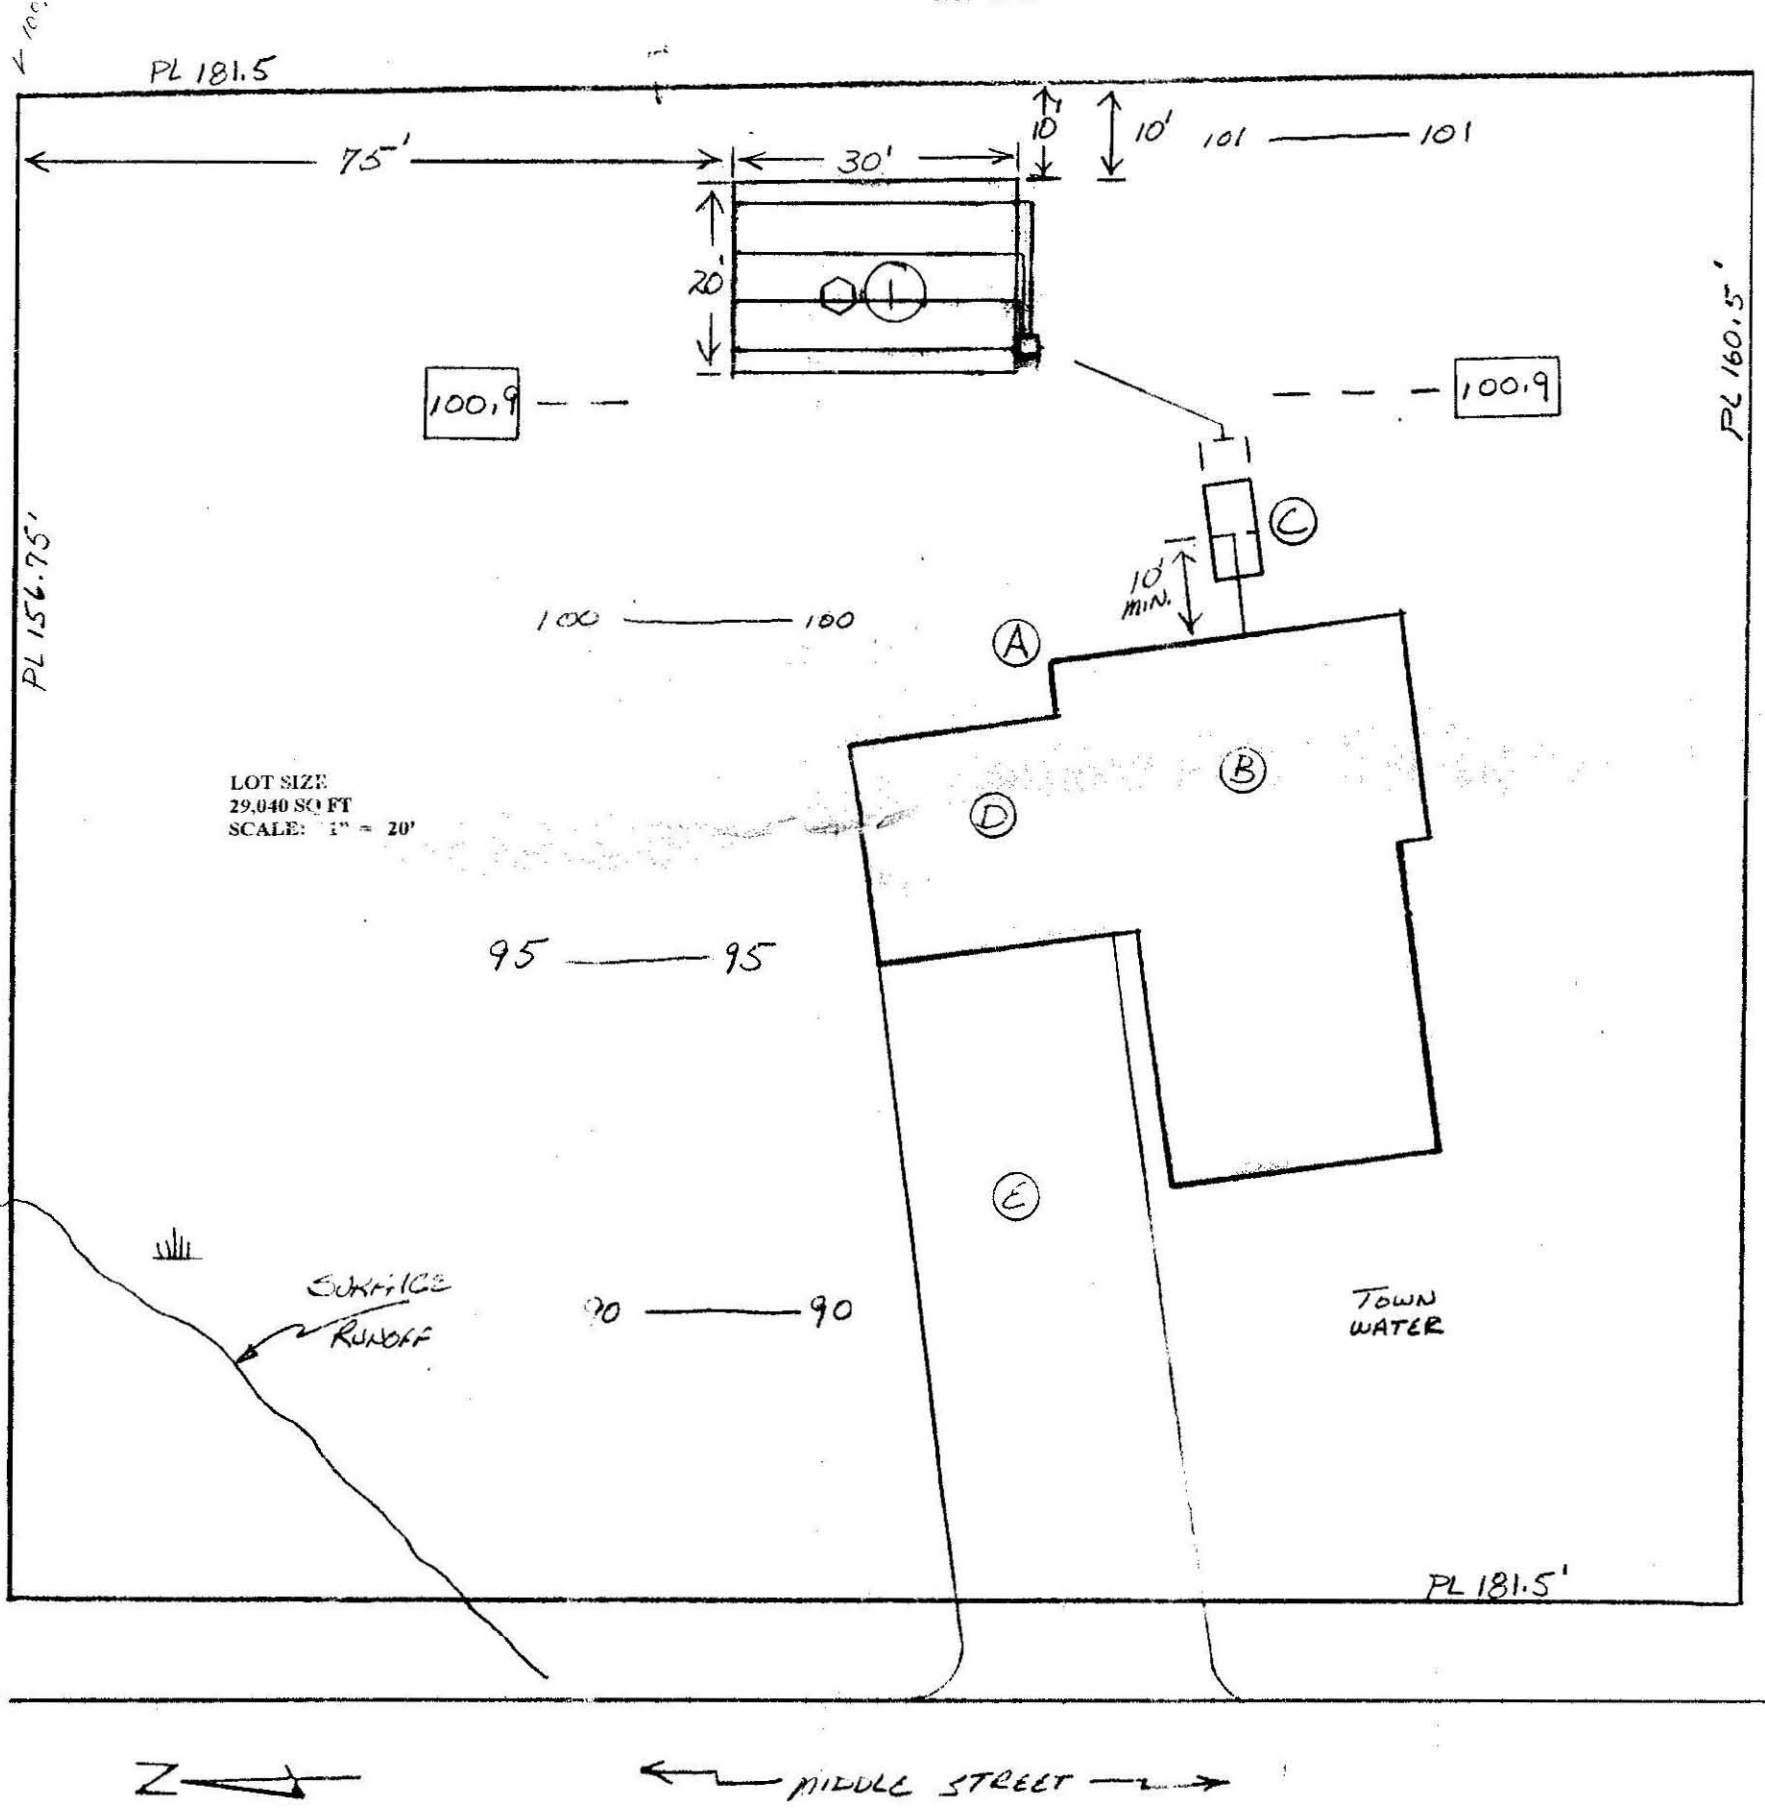 PL 181.5
75'
30'
10'
10'
101 101
20'
1
PL 160.5'
100.9
100.9
PL 156.75'
C
10'
MIN.
100 100
A
B
D
LOT SIZE
29,040 SQ FT
SCALE: 1" = 20'
95 95
E
SURFACE
RUNOFF
90 90
TOWN
WATER
PL 181.5'
Z
MIDDLE STREET